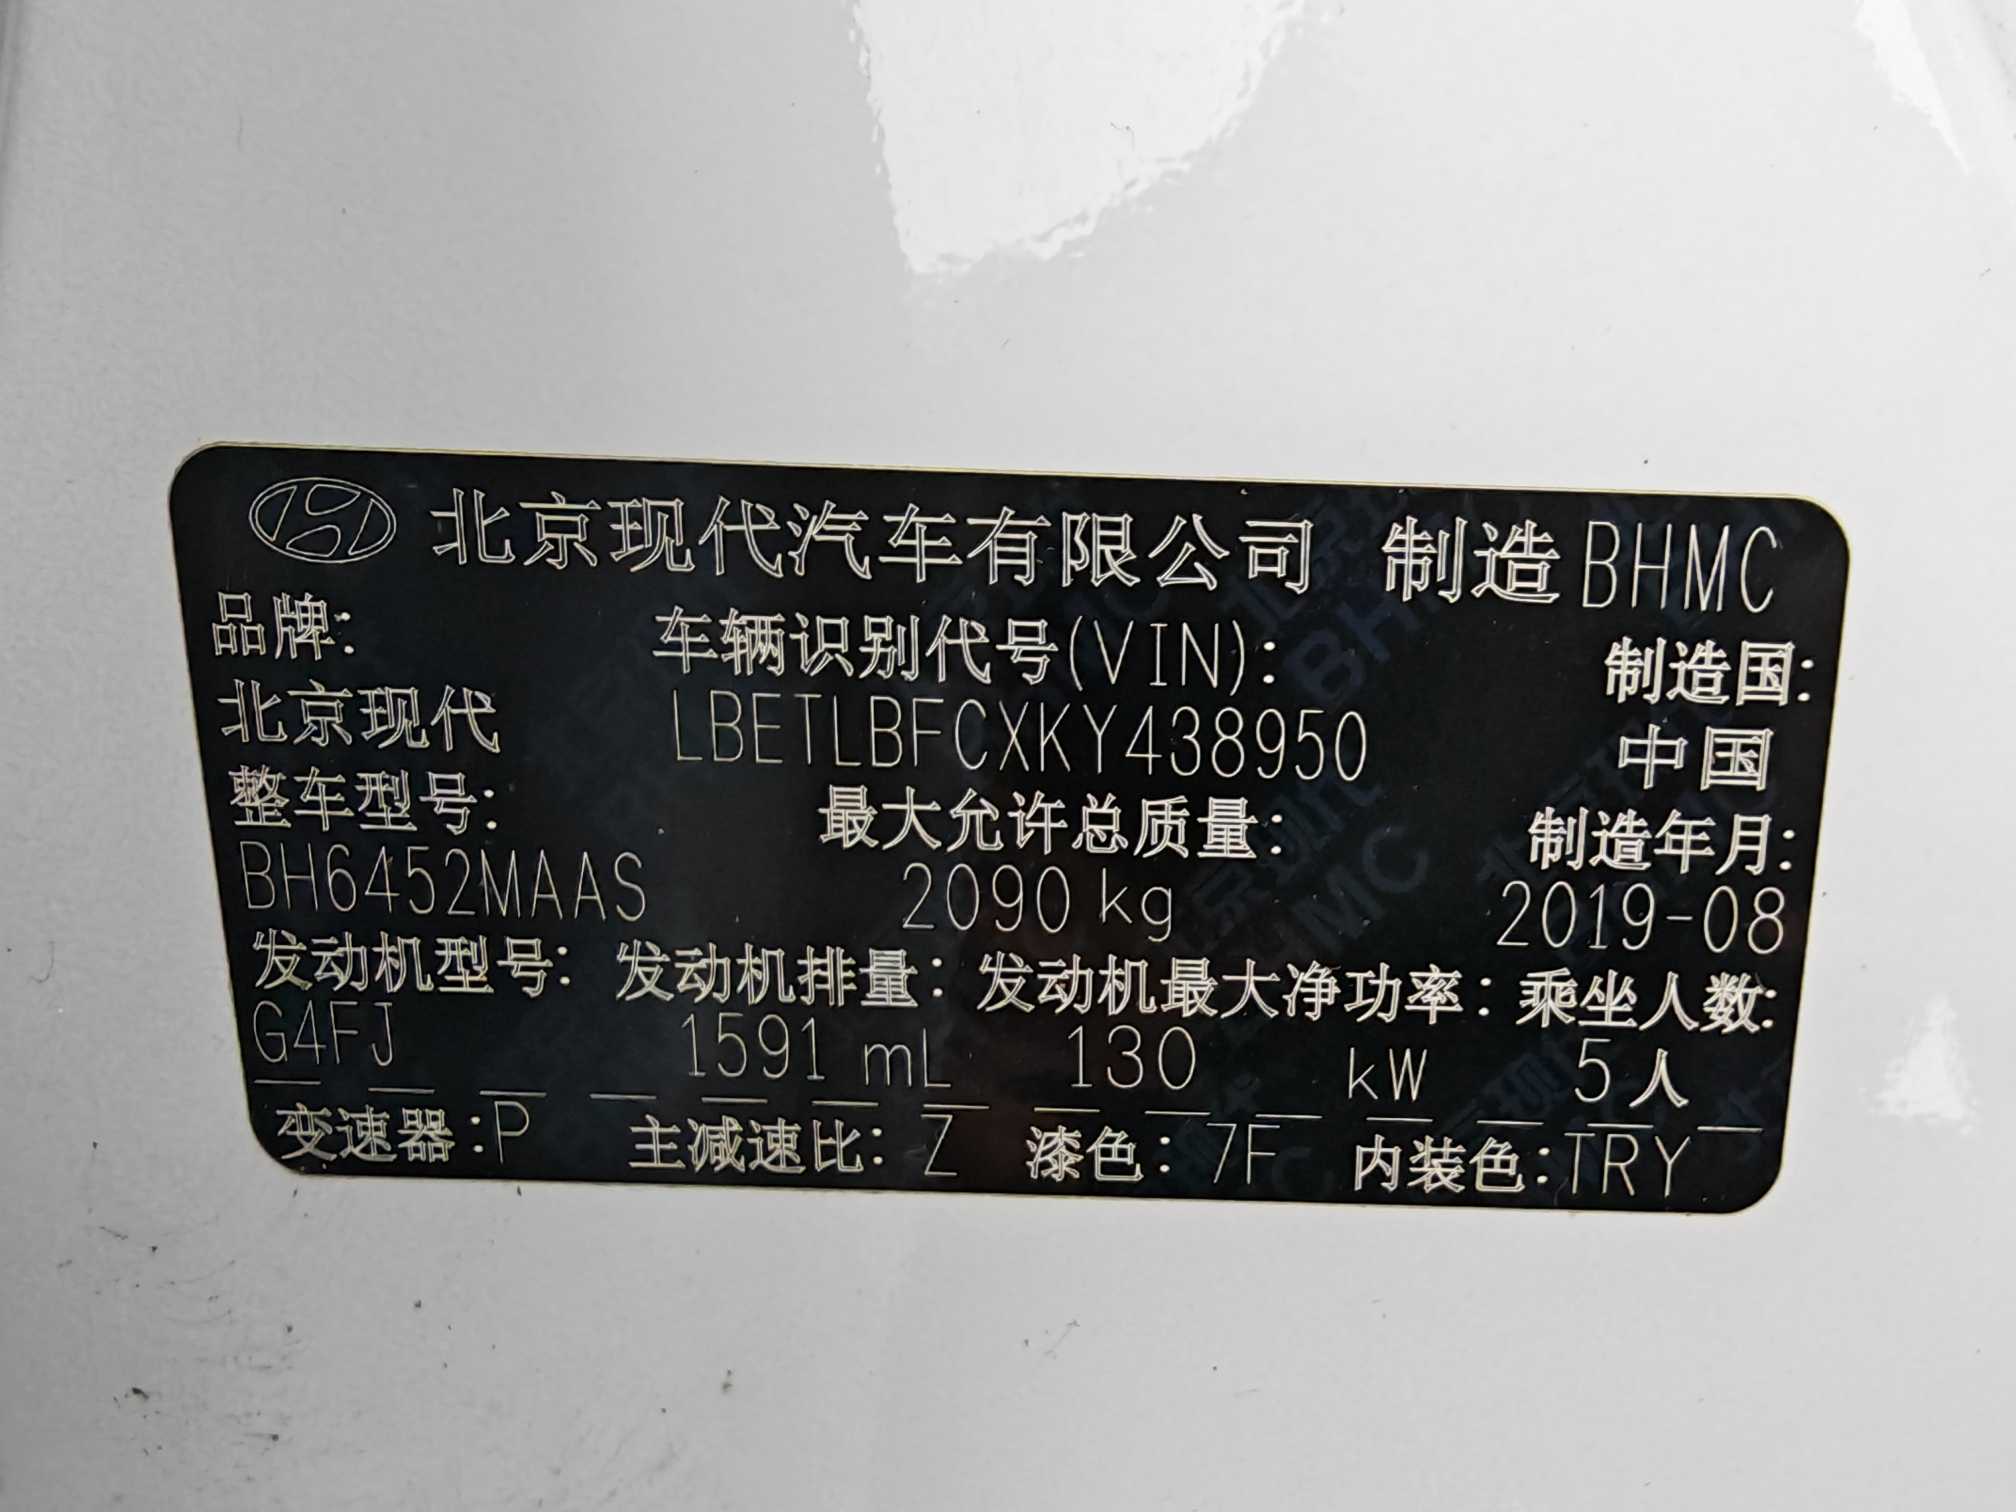 北京现代汽车有限公司 制造 BHMC
品牌: 车辆识别代号(VIN): 制造国:
北京现代 LBETLBFCXKY438950 中国
整车型号: 最大允许总质量: 制造年月:
BH6452MAAS 2090 kg 2019-08
发动机型号: 发动机排量: 发动机最大净功率: 乘坐人数:
G4FJ 1591 mL 130 kW 5人
变速器:P 主减速比: Z 漆色: 7F 内装色:TRY